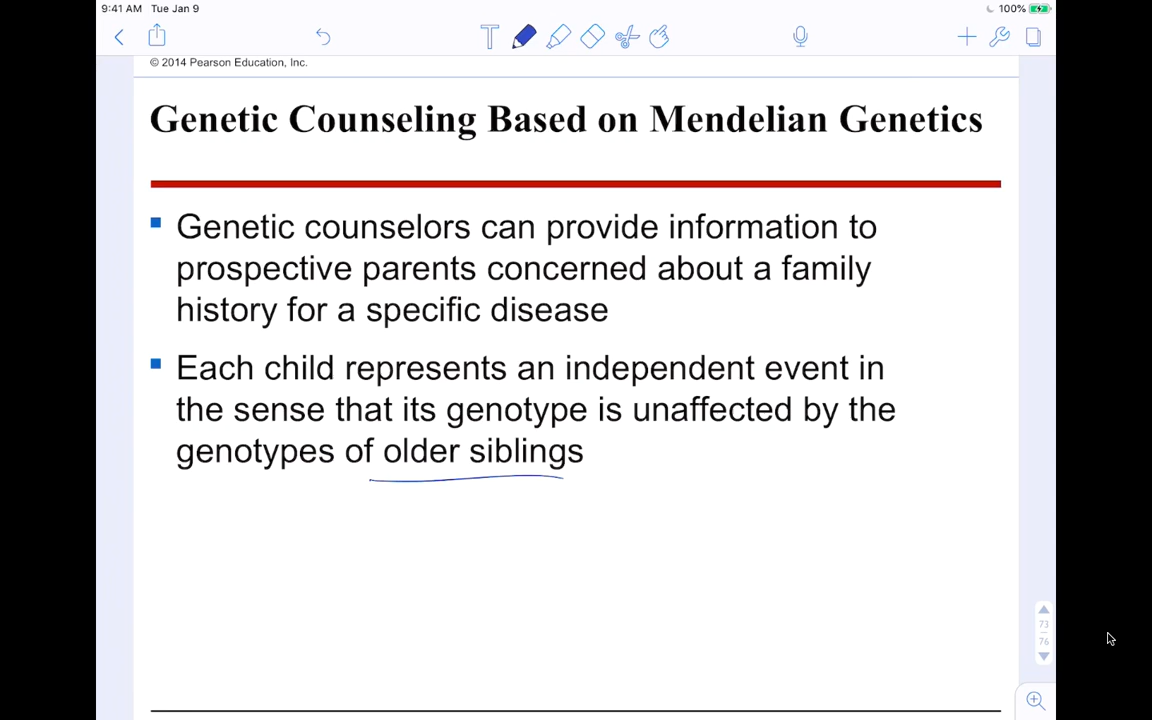 9:41 AM Tue Jan 9 100%
© 2014 Pearson Education, Inc.
Genetic Counseling Based on Mendelian Genetics
Genetic counselors can provide information to
prospective parents concerned about a family
history for a specific disease
Each child represents an independent event in
the sense that its genotype is unaffected by the
genotypes of older siblings
73
76